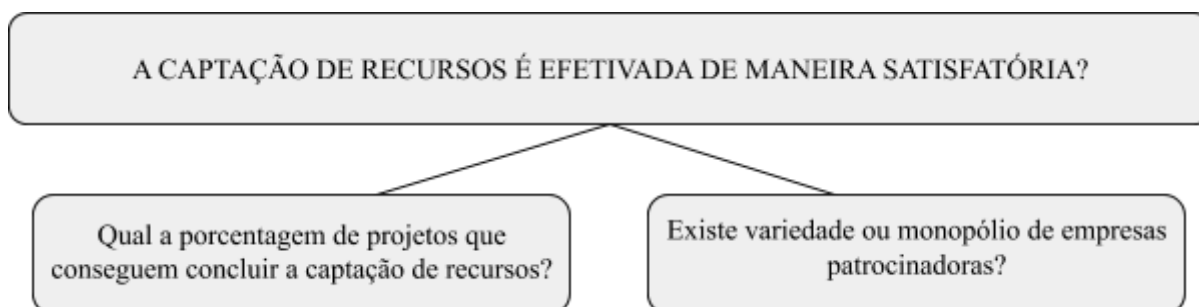 A CAPTAÇÃO DE RECURSOS É EFETIVADA DE MANEIRA SATISFATÓRIA?
Qual a porcentagem de projetos que
conseguem concluir a captação de recursos?
Existe variedade ou monopólio de empresas
patrocinadoras?